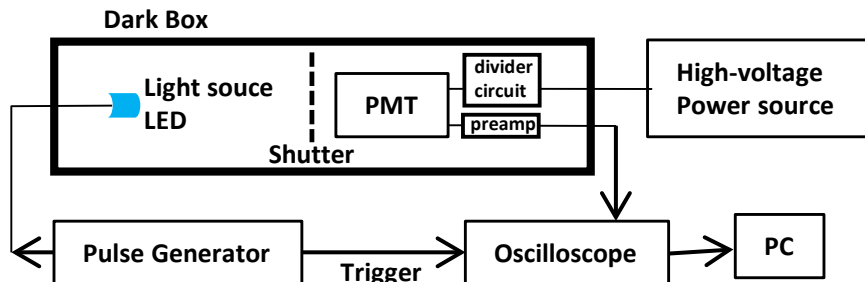 Dark Box
Light souce
LED
Shutter
PMT
divider
circuit
preamp
High-voltage
Power source
Pulse Generator
Trigger
Oscilloscope
PC